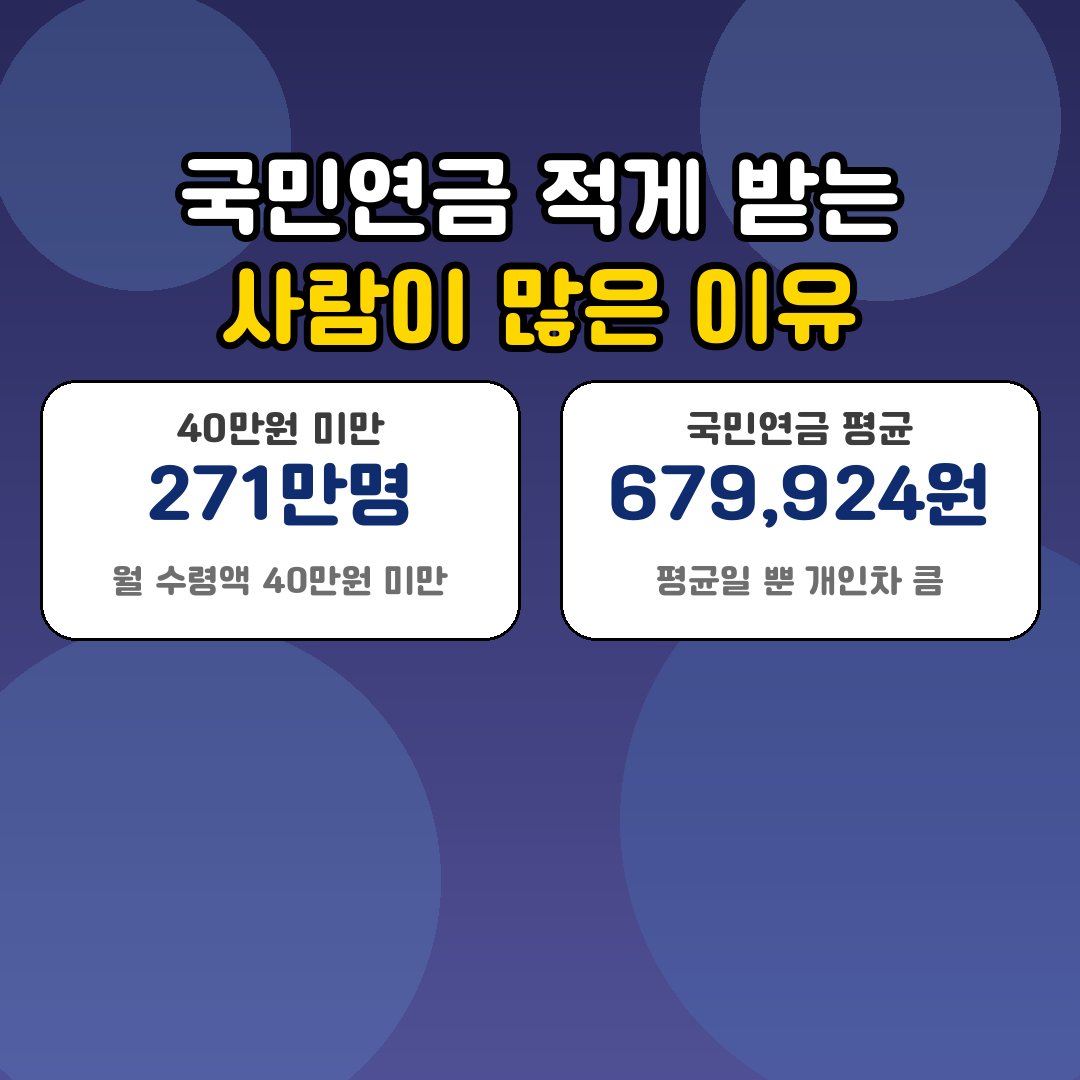 국민연금 적게 받는
사람이 많은 이유
40만원 미만
271만명
월 수령액 40만원 미만
국민연금 평균
679,924원
평균일 뿐 개인차 큼